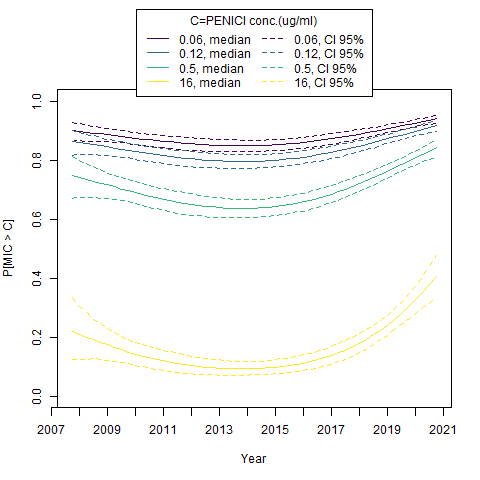 C=PENICI conc.(ug/ml)
0.06, median 0.06, CI 95%
0.12, median 0.12, CI 95%
0.5, median 0.5, CI 95%
16, median 16, CI 95%
P[MIC > C]
1.0
0.8
0.6
0.4
0.2
0.0
2007 2009 2011 2013 2015 2017 2019 2021
Year